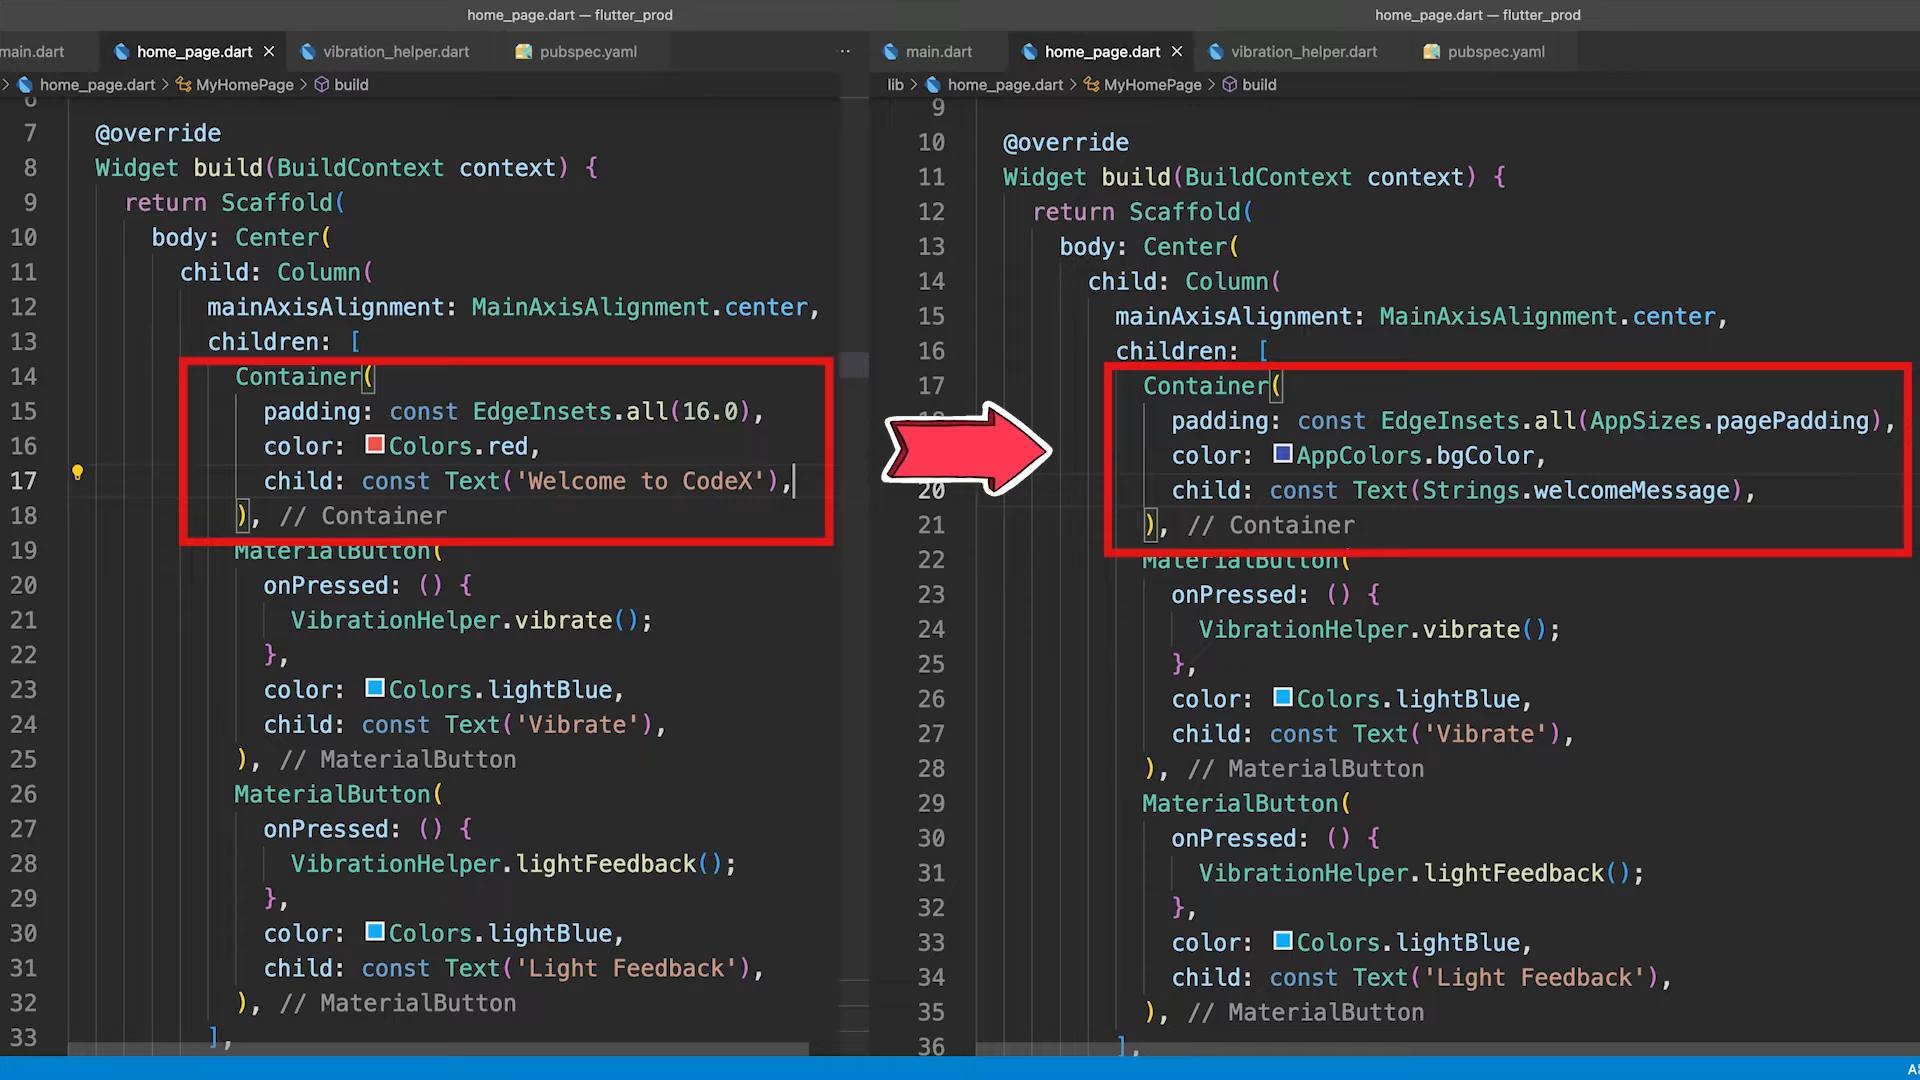 home_page.dart — flutter_prod
main.dart home_page.dart × vibration_helper.dart pubspec.yaml ...
> home_page.dart > MyHomePage > build
7 @override
8 Widget build(BuildContext context) {
9 return Scaffold(
10 body: Center(
11 child: Column(
12 mainAxisAlignment: MainAxisAlignment.center,
13 children: [
14 Container(
15 padding: const EdgeInsets.all(16.0),
16 color: Colors.red,
17 child: const Text('Welcome to CodeX'),
18 ), // Container
19 MaterialButton(
20 onPressed: () {
21 VibrationHelper.vibrate();
22 },
23 color: Colors.lightBlue,
24 child: const Text('Vibrate'),
25 ), // MaterialButton
26 MaterialButton(
27 onPressed: () {
28 VibrationHelper.lightFeedback();
29 },
30 color: Colors.lightBlue,
31 child: const Text('Light Feedback'),
32 ), // MaterialButton
33 ],
home_page.dart — flutter_prod
main.dart home_page.dart × vibration_helper.dart pubspec.yaml
lib > home_page.dart > MyHomePage > build
9
10 @override
11 Widget build(BuildContext context) {
12 return Scaffold(
13 body: Center(
14 child: Column(
15 mainAxisAlignment: MainAxisAlignment.center,
16 children: [
17 Container(
padding: const EdgeInsets.all(AppSizes.pagePadding),
color: AppColors.bgColor,
20 child: const Text(Strings.welcomeMessage),
21 ), // Container
22 MaterialButton(
23 onPressed: () {
24 VibrationHelper.vibrate();
25 },
26 color: Colors.lightBlue,
27 child: const Text('Vibrate'),
28 ), // MaterialButton
29 MaterialButton(
30 onPressed: () {
31 VibrationHelper.lightFeedback();
32 },
33 color: Colors.lightBlue,
34 child: const Text('Light Feedback'),
35 ), // MaterialButton
36 ],